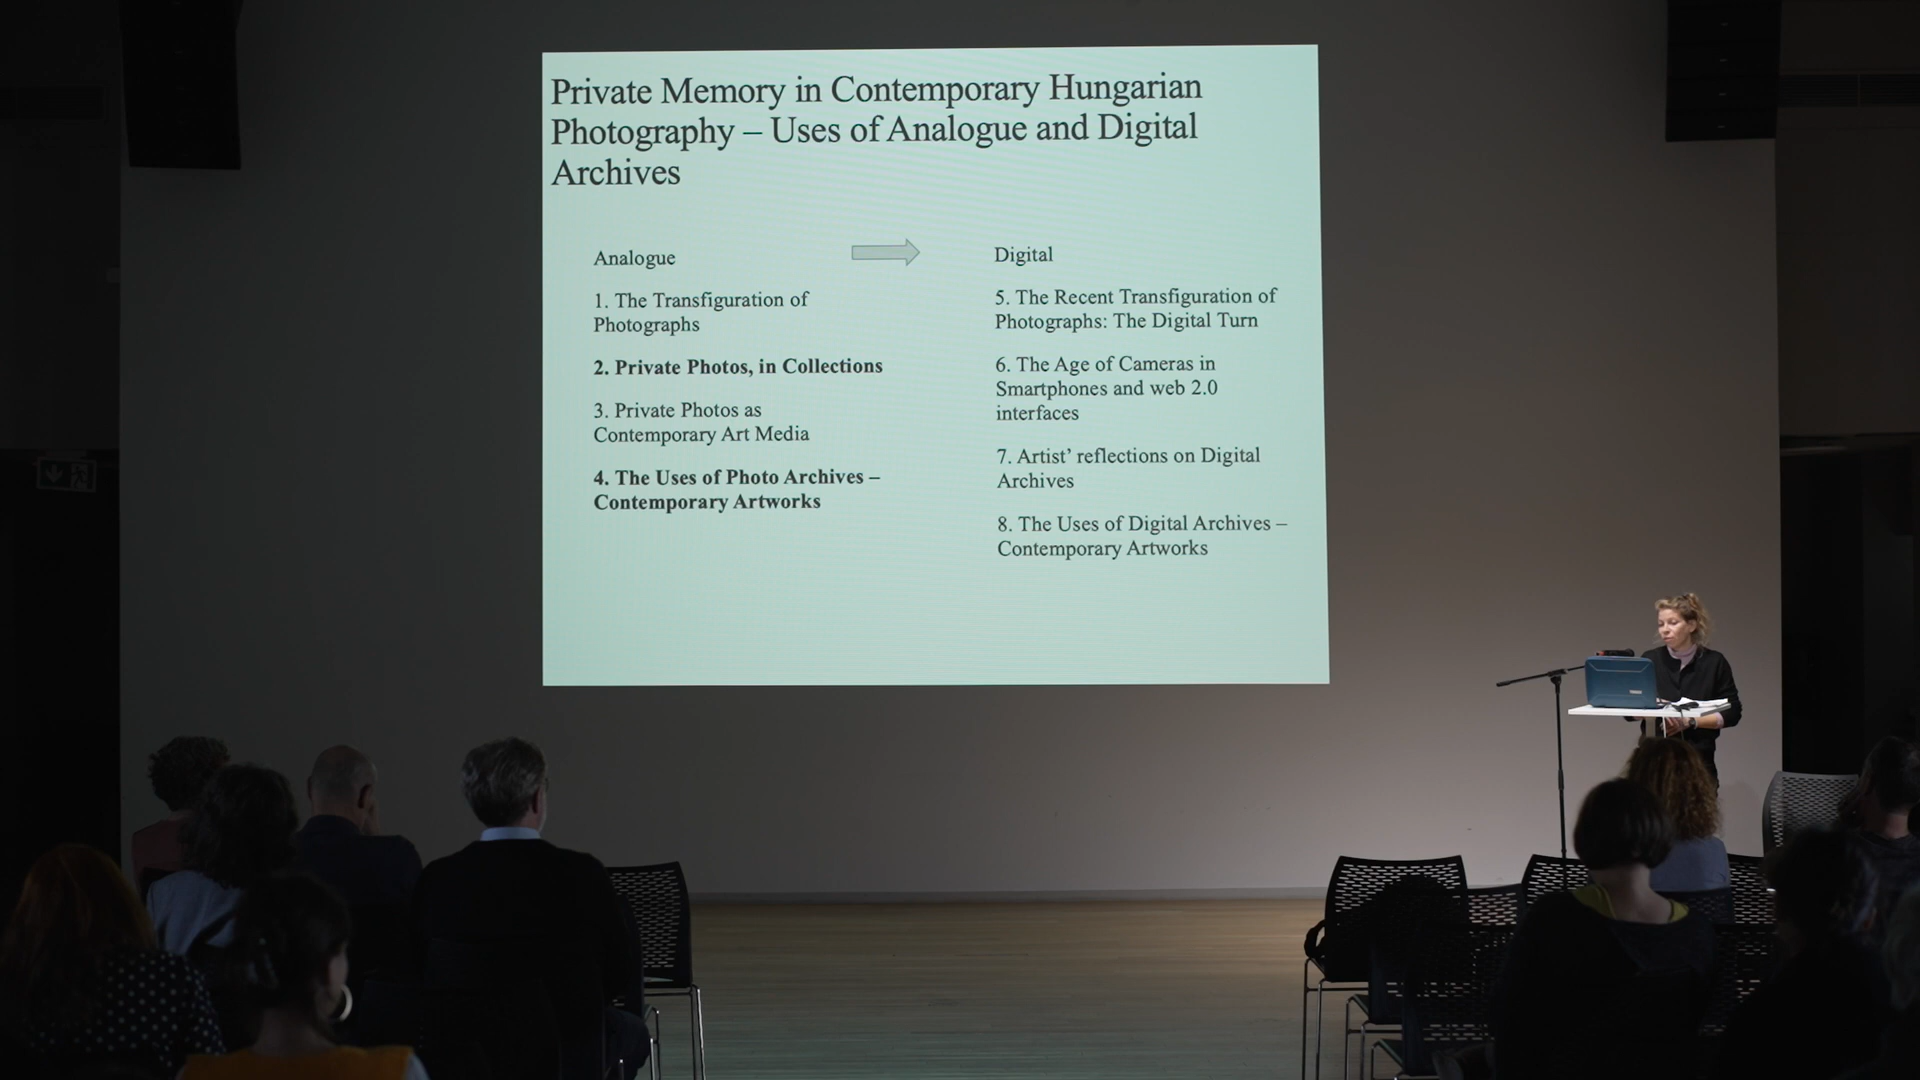 Private Memory in Contemporary Hungarian
Photography – Uses of Analogue and Digital
Archives
Analogue
1. The Transfiguration of
Photographs
2. Private Photos, in Collections
3. Private Photos as
Contemporary Art Media
4. The Uses of Photo Archives –
Contemporary Artworks
Digital
5. The Recent Transfiguration of
Photographs: The Digital Turn
6. The Age of Cameras in
Smartphones and web 2.0
interfaces
7. Artist’ reflections on Digital
Archives
8. The Uses of Digital Archives –
Contemporary Artworks